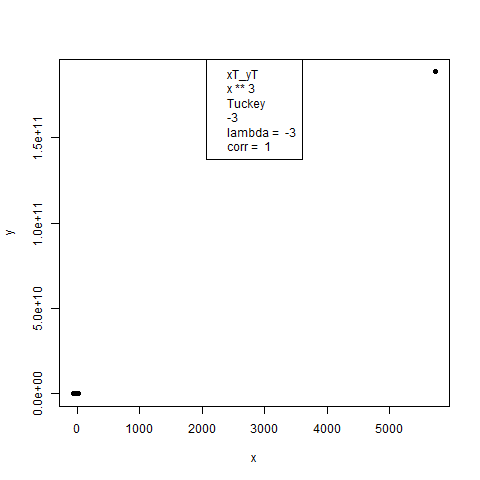 xT_yT
x ** 3
Tuckey
-3
lambda = -3
corr = 1
1.5e+11
1.0e+11
5.0e+10
0.0e+00
y
0
1000
2000
3000
4000
5000
x